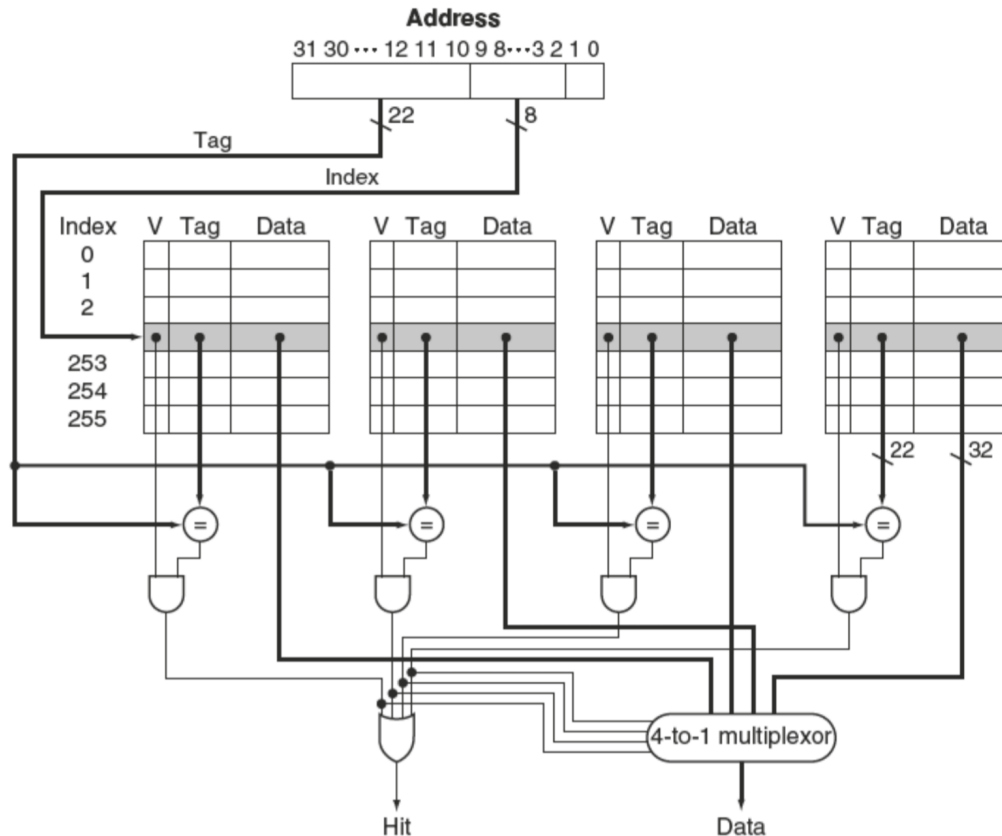 Address
31 30 ··· 12 11 10 9 8···3 2 1 0
22
8
Tag
Index
Index V Tag Data V Tag Data V Tag Data V Tag Data
0
1
2
253
254
255
22 32
= = = =
4-to-1 multiplexor
Hit Data